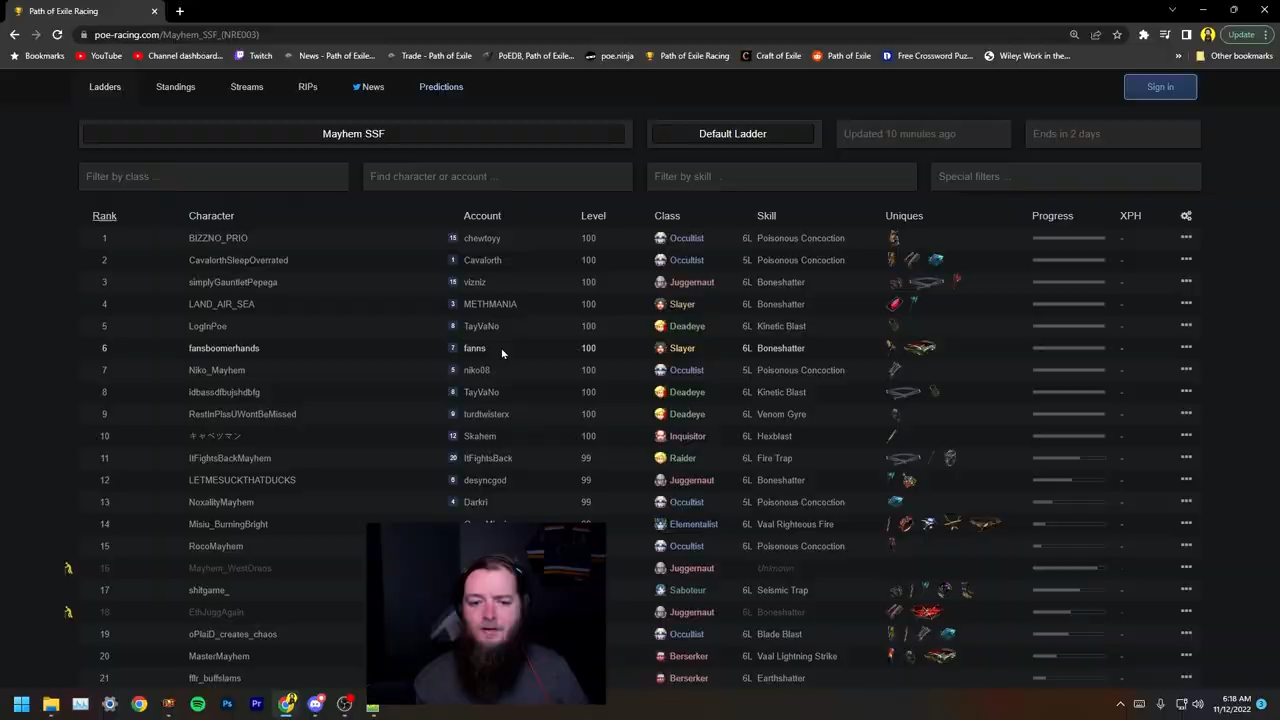 Path of Exile Racing
poe-racing.com/Mayhem_SSF_(NRE003)
Update
Bookmarks YouTube Channel dashboard... Twitch News - Path of Exile... Trade - Path of Exile PoB8, Path of Exile... poe.ninja Path of Exile Racing Craft of Exile Path of Exile Free Crossword Puz... Wiley: Work in the... Other bookmarks
Ladders Standings Streams RIPs News Predictions Sign in
Mayhem SSF Default Ladder Updated 10 minutes ago Ends in 2 days
Filter by class ... Find character or account ... Filter by skill . Special filters ...
Rank Character Account Level Class Skill Uniques Progress XPH
1 BIZZNO_PRIO 15 chewtoyy 100 Occultist 6L Poisonous Concoction -
2 CavalorthSleepOverrated 1 Cavalorth 100 Occultist 5L Poisonous Concoction -
3 simplyGauntletPepega 15 vizniz 100 Juggernaut 6L Boneshatter -
4 LAND_AIR_SEA 3 METHMANIA 100 Slayer 6L Boneshatter -
5 LogInPoe 8 TayVaNo 100 Deadeye 6L Kinetic Blast -
6 fansboomerhands 7 fanns 100 Slayer 6L Boneshatter -
7 Niko_Mayhem 5 niko08 100 Occultist 5L Poisonous Concoction -
8 idbassdfbujshdbfg 8 TayVaNo 100 Deadeye 6L Kinetic Blast -
9 RestInPIssUWontBeMissed 9 turdtwisterx 100 Deadeye 6L Venom Gyre -
10 キャベツマン 12 Skahem 100 Inquisitor 6L Hexblast -
11 ItFightsBackMayhem 20 ItFightsBack 99 Raider 6L Fire Trap -
12 LETMESUCKTHATDUCKS 6 desyncgod 99 Juggernaut 6L Boneshatter -
13 NoxalityMayhem 4 Darkri 99 Occultist 5L Poisonous Concoction -
14 Misiu_BurningBright Elementalist 6L Vaal Righteous Fire -
15 RocoMayhem Occultist 6L Poisonous Concoction -
16 Mayhem_WestOrans Juggernaut Unknown -
17 shitgame_ Saboteur 6L Seismic Trap -
18 EthJuggAgain Juggernaut 6L Boneshatter -
19 oPlaiD_creates_chaos Occultist 6L Blade Blast -
20 MasterMayhem Berserker 6L Vaal Lightning Strike -
21 fflr_buffslams Berserker 6L Earthshatter -
6:18 AM
11/12/2022
3